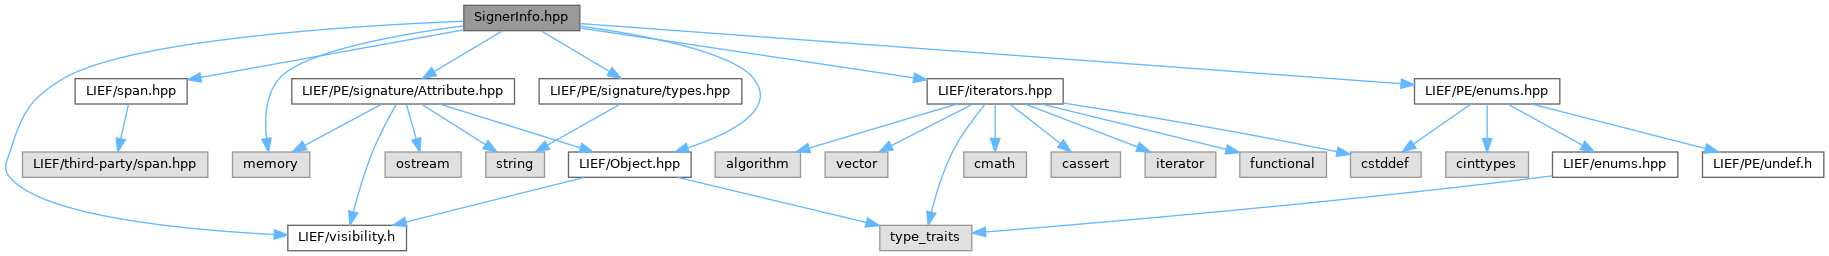 SignerInfo.hpp
LIEF/span.hpp
LIEF/PE/signature/Attribute.hpp
LIEF/PE/signature/types.hpp
LIEF/iterators.hpp
LIEF/PE/enums.hpp
LIEF/third-party/span.hpp
memory
ostream
string
LIEF/Object.hpp
algorithm
vector
cmath
cassert
iterator
functional
cstddef
cinttypes
LIEF/enums.hpp
LIEF/PE/undef.h
LIEF/visibility.h
type_traits